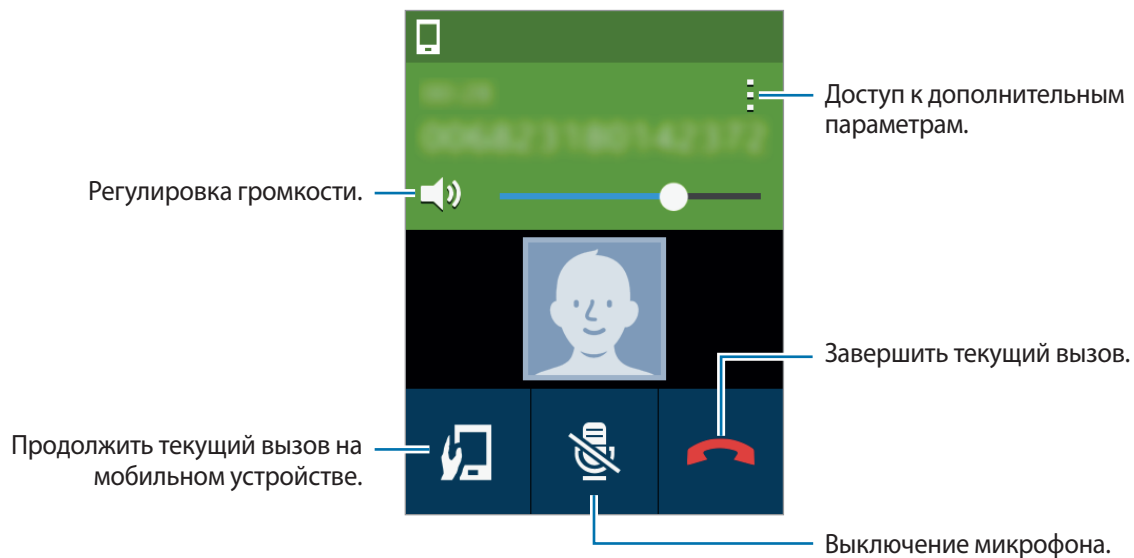 Доступ к дополнительным
параметрам.
Регулировка громкости.
Завершить текущий вызов.
Продолжить текущий вызов на
мобильном устройстве.
Выключение микрофона.